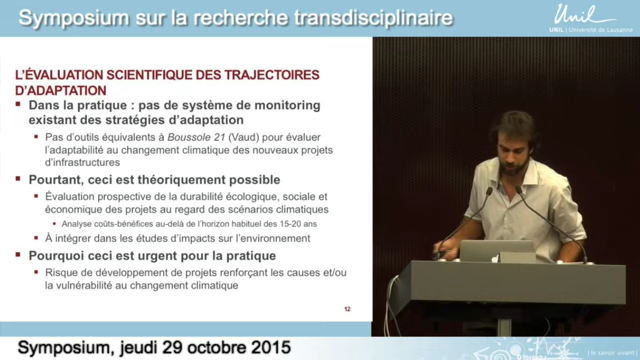 Symposium sur la recherche transdisciplinaire
Unil
UNIL | Université de Lausanne
L'ÉVALUATION SCIENTIFIQUE DES TRAJECTOIRES
D'ADAPTATION
Dans la pratique : pas de système de monitoring
existant des stratégies d'adaptation
Pas d'outils équivalents à Boussole 21 (Vaud) pour évaluer
l'adaptabilité au changement climatique des nouveaux projets
d'infrastructures
Pourtant, ceci est théoriquement possible
Évaluation prospective de la durabilité écologique, sociale et
économique des projets au regard des scénarios climatiques
Analyse coûts-bénéfices au-delà de l'horizon habituel des 15-20 ans
À intégrer dans les études d'impacts sur l'environnement
Pourquoi ceci est urgent pour la pratique
Risque de développement de projets renforçant les causes et/ou
la vulnérabilité au changement climatique
12
Symposium, jeudi 29 octobre 2015
| le savoir vivant |